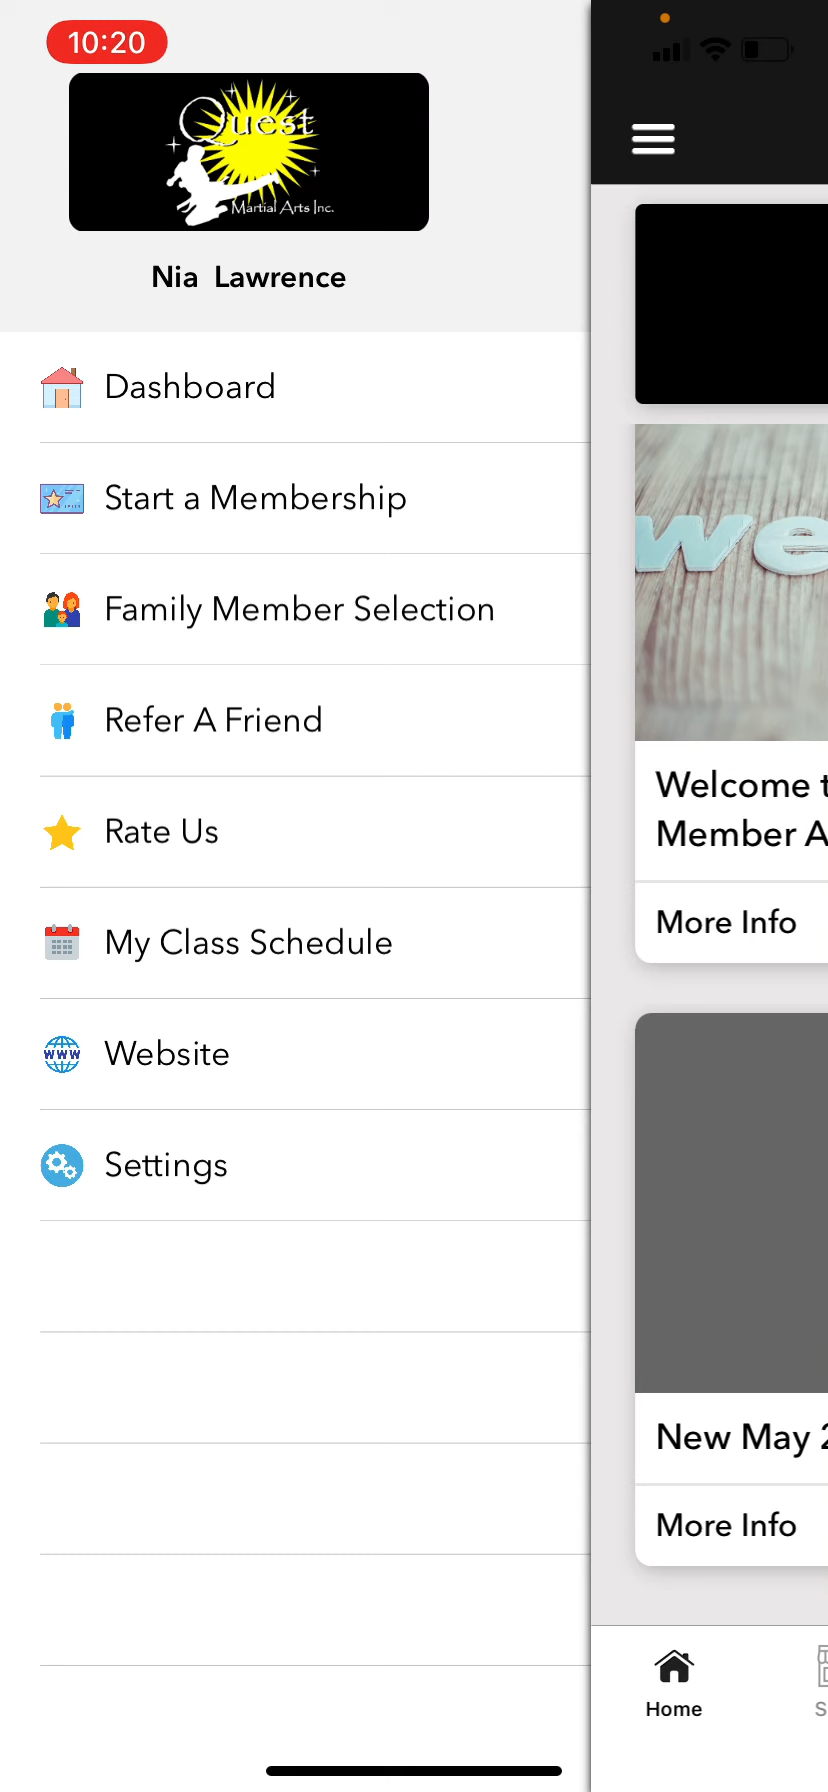 10:20
Quest
Martial Arts Inc.
Nia Lawrence
Dashboard
Start a Membership
Family Member Selection
Refer A Friend
Rate Us
My Class Schedule
WWW
Website
Settings
we
Welcome t
Member A
More Info
New May 2
More Info
Home
S